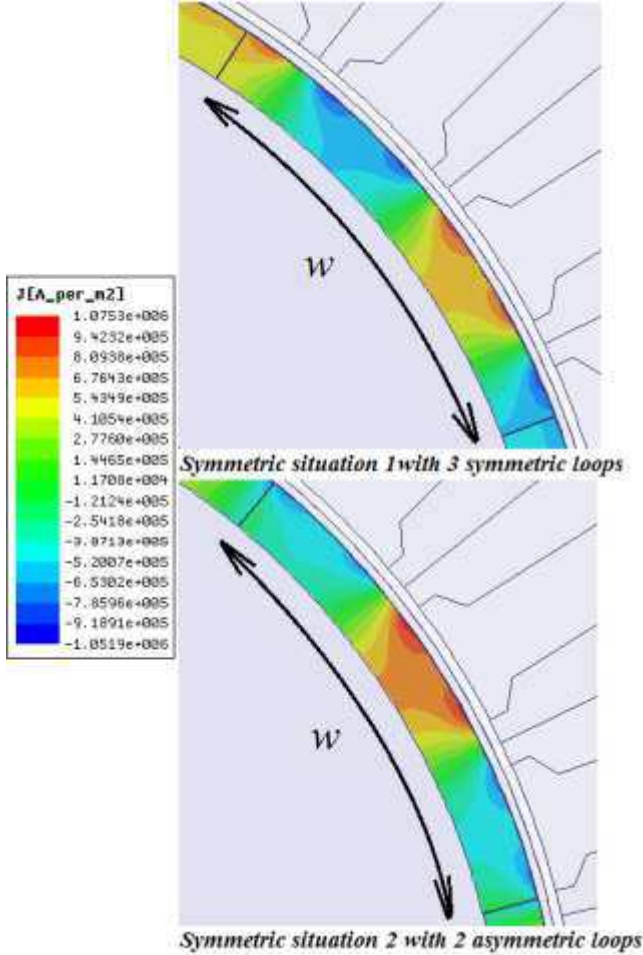 w
J[A_per_m2]
1.0753e+006
9.4232e+005
8.0938e+005
6.7643e+005
5.4349e+005
4.1054e+005
2.7760e+005
1.4465e+005
1.1708e+004
-1.2124e+005
-2.5418e+005
-3.8713e+005
-5.2007e+005
-6.5302e+005
-7.8596e+005
-9.1891e+005
-1.0519e+006
Symmetric situation 1with 3 symmetric loops
w
Symmetric situation 2 with 2 asymmetric loops